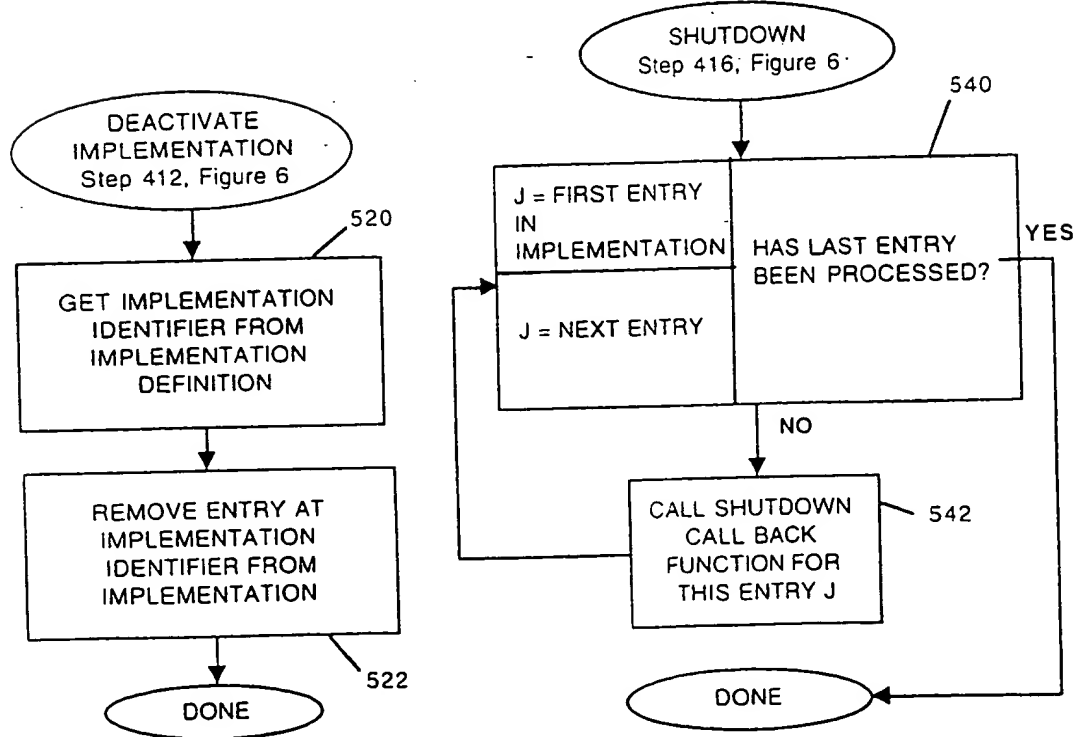 DEACTIVATE
IMPLEMENTATION
Step 412, Figure 6
520
GET IMPLEMENTATION
IDENTIFIER FROM
IMPLEMENTATION
DEFINITION
REMOVE ENTRY AT
IMPLEMENTATION
IDENTIFIER FROM
IMPLEMENTATION
522
DONE
SHUTDOWN
Step 416, Figure 6
540
J = FIRST ENTRY
IN
IMPLEMENTATION
J = NEXT ENTRY
HAS LAST ENTRY
BEEN PROCESSED?
YES
NO
CALL SHUTDOWN
CALL BACK
FUNCTION FOR
THIS ENTRY J
542
DONE